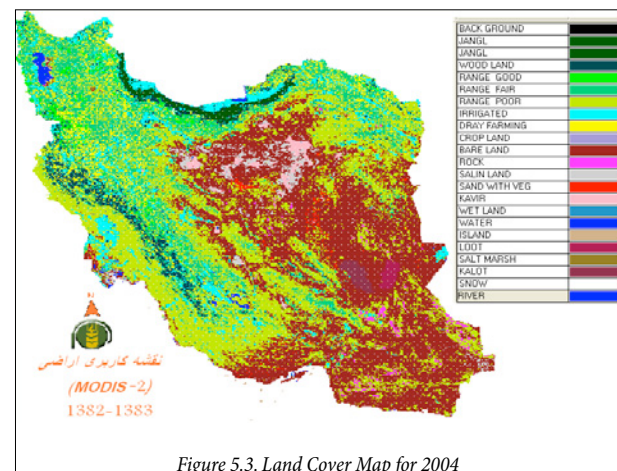 BACK GROUND
JANGL
JANGL
WOOD LAND
RANGE GOOD
RANGE FAIR
RANGE POOR
IRRIGATED
DRAY FARMING
CROP LAND
BARE LAND
ROCK
SALIN LAND
SAND WITH VEG
KAVIR
WET LAND
WATER
ISLAND
LOOT
SALT MARSH
KALOT
SNOW
RIVER
N
نقشه کاربری اراضی
(MODIS-2)
1382-1383
Figure 5.3. Land Cover Map for 2004